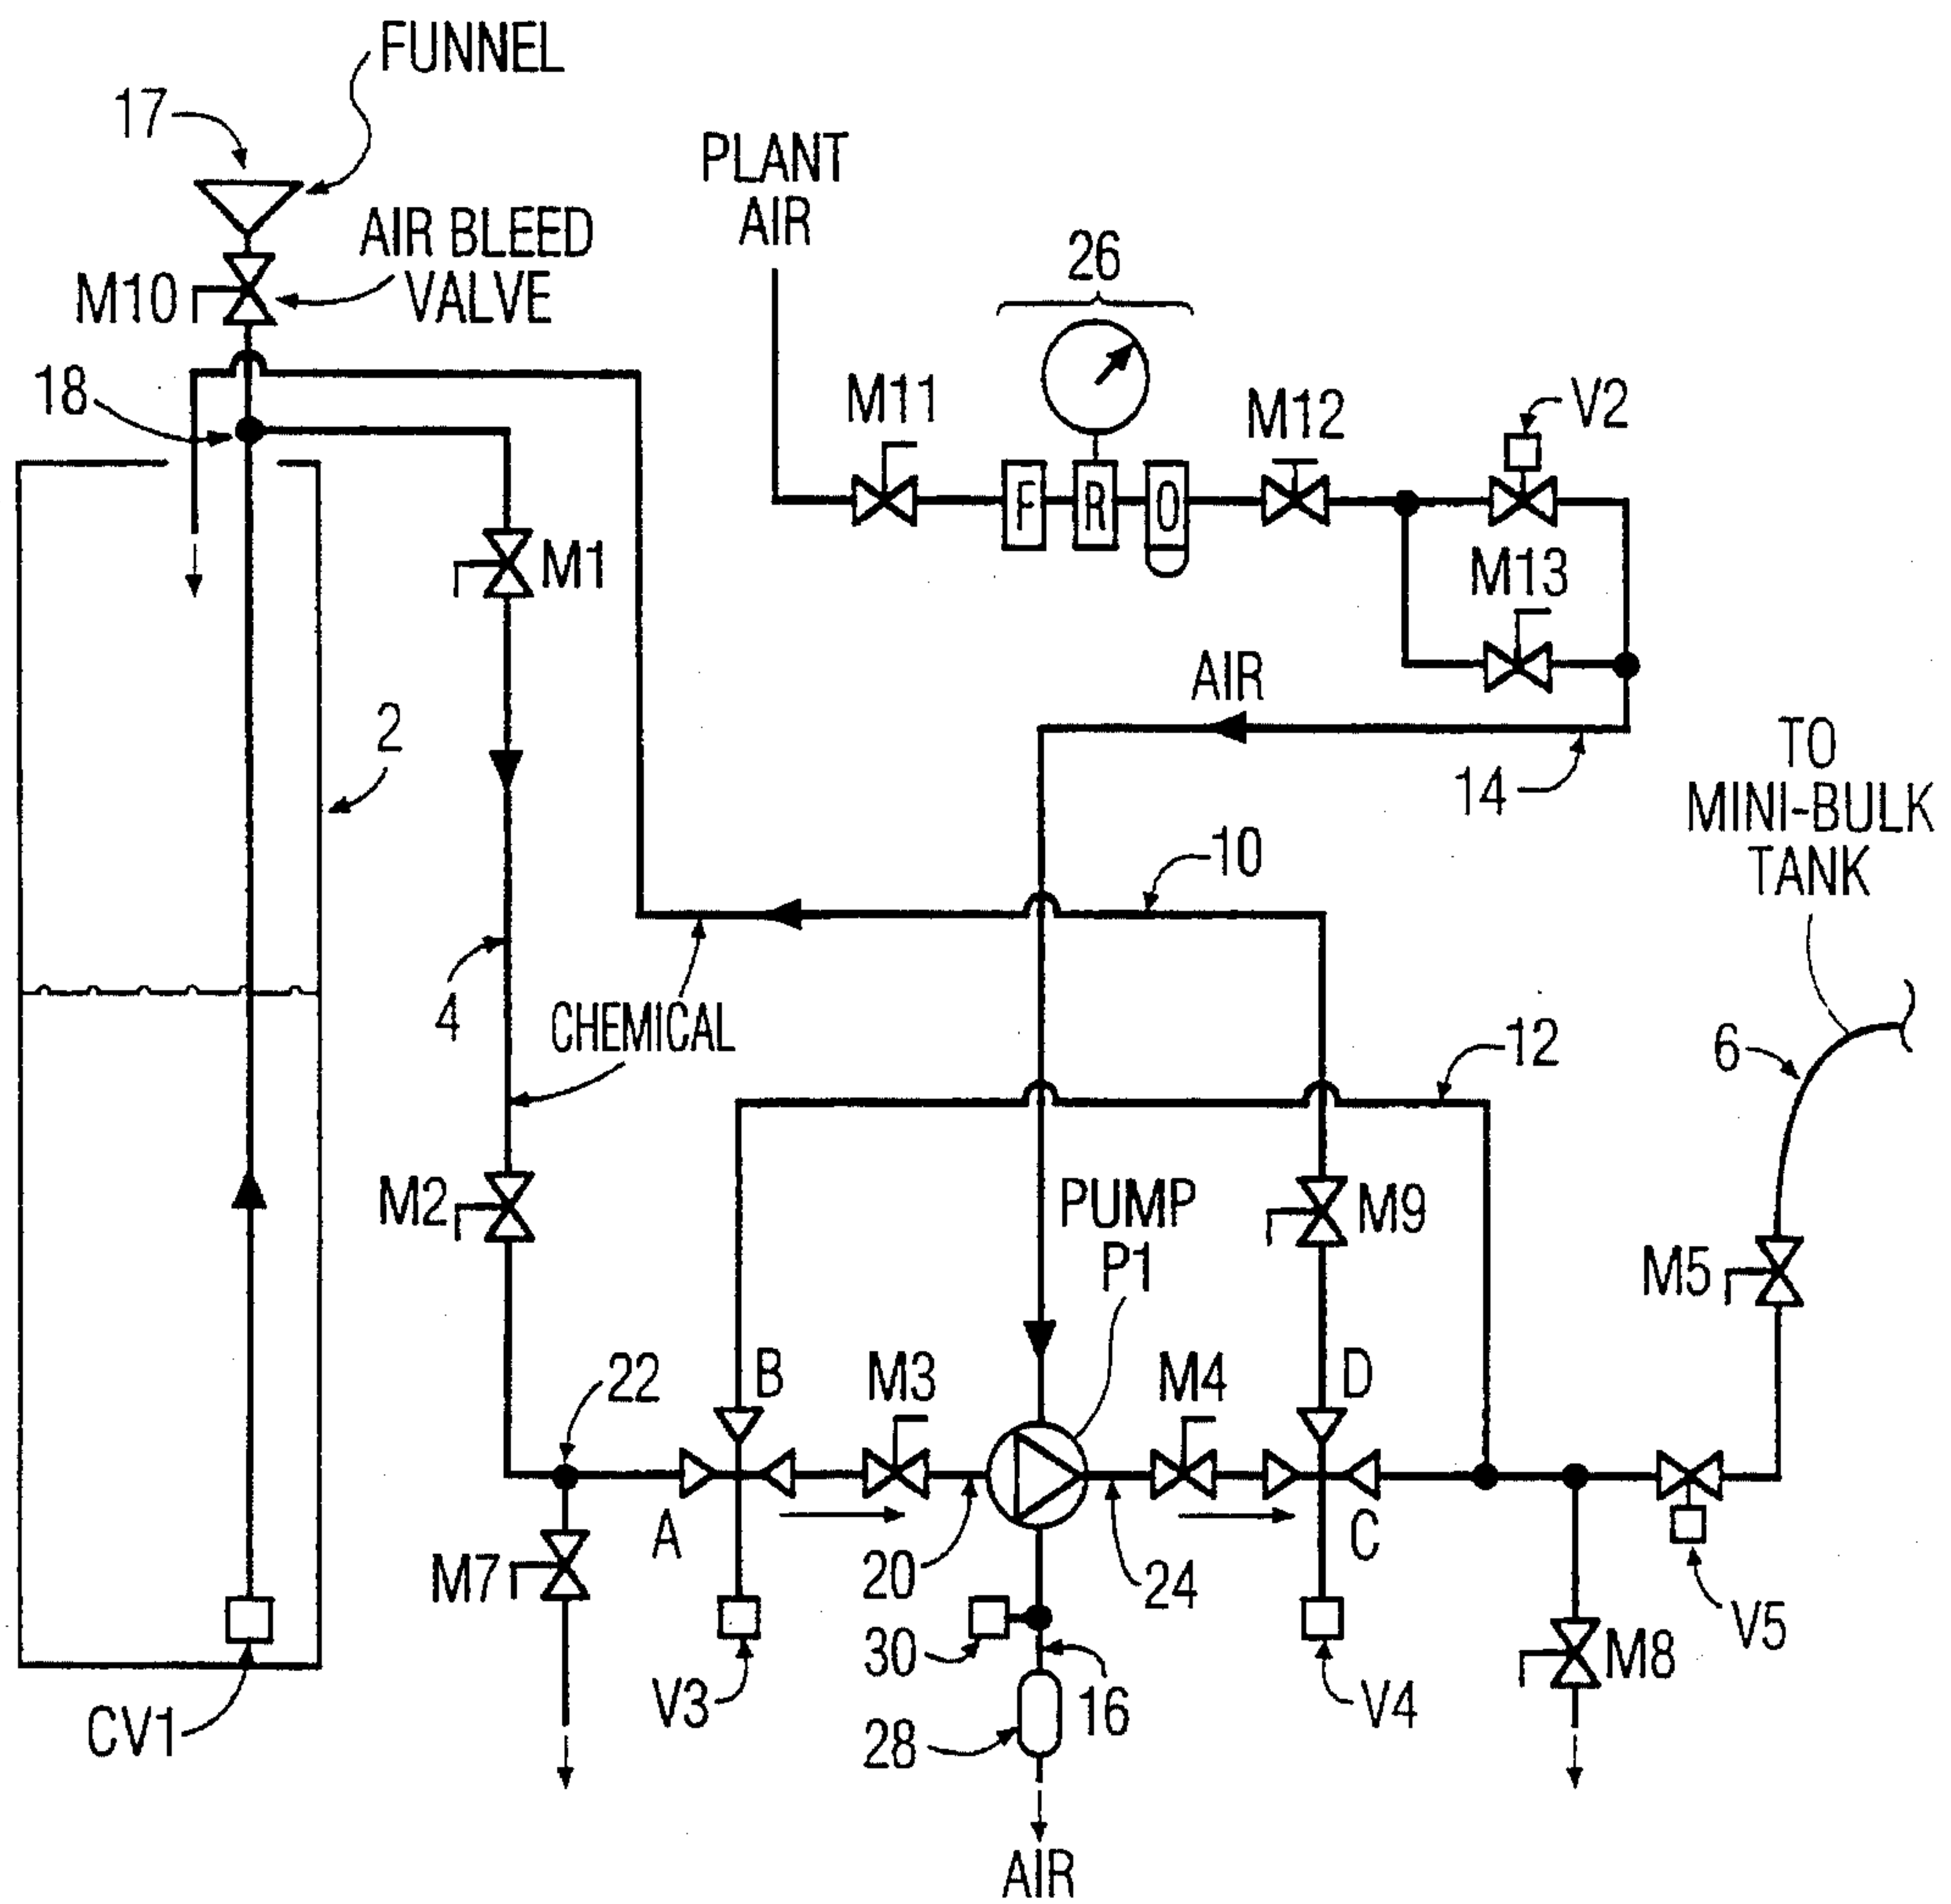 FUNNEL
17
PLANT
AIR
AIR BLEED
VALVE
M10
26
18
M11
M12
V2
F
R
O
M1
M13
AIR
2
14
TO
MINI-BULK
TANK
10
4
CHEMICAL
12
6
M2
PUMP
P1
M9
M5
22
B
M3
M4
D
A
C
M7
20
24
30
V3
16
V4
V5
M8
CV1
28
AIR